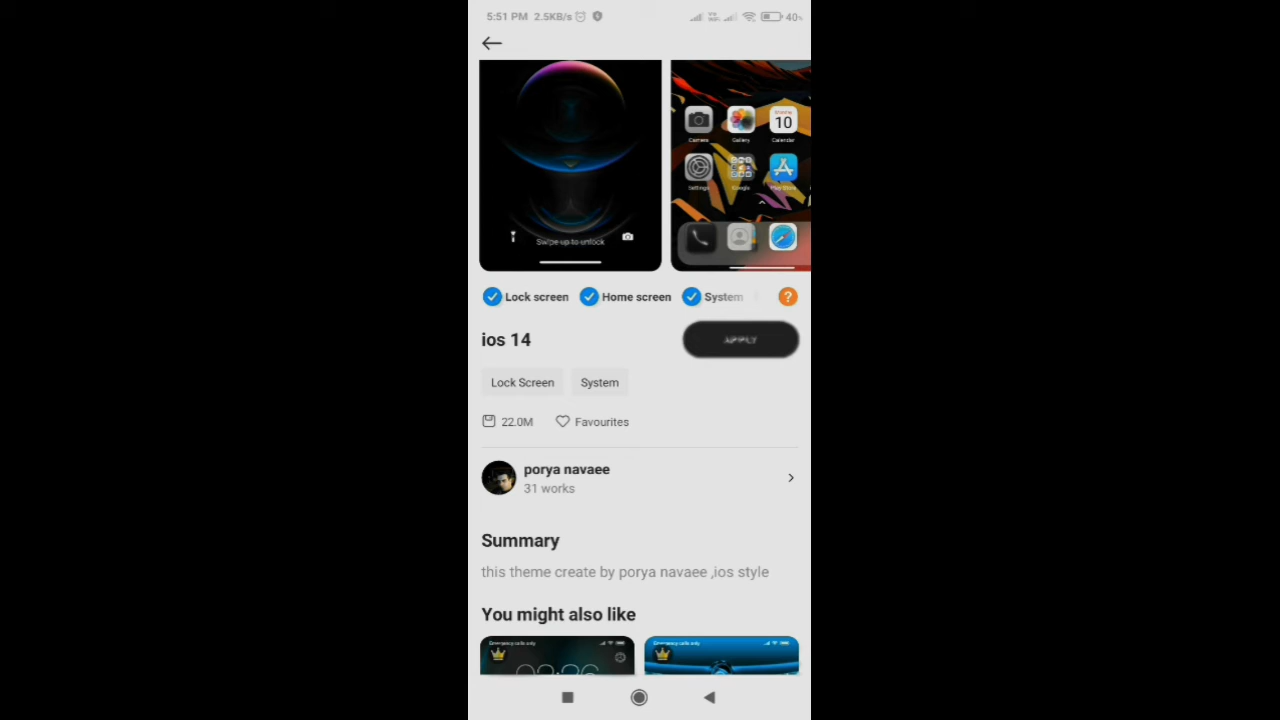 5:51 PM 2.5KB/s
40%
Camera Gallery Calendar
10
Settings Google Play Store
Swipe up to unlock
Lock screen Home screen System
?
ios 14
APPLY
Lock Screen System
22.0M Favourites
porya navaee
31 works
Summary
this theme create by porya navaee ,ios style
You might also like
Emergency calls only
Emergency calls only